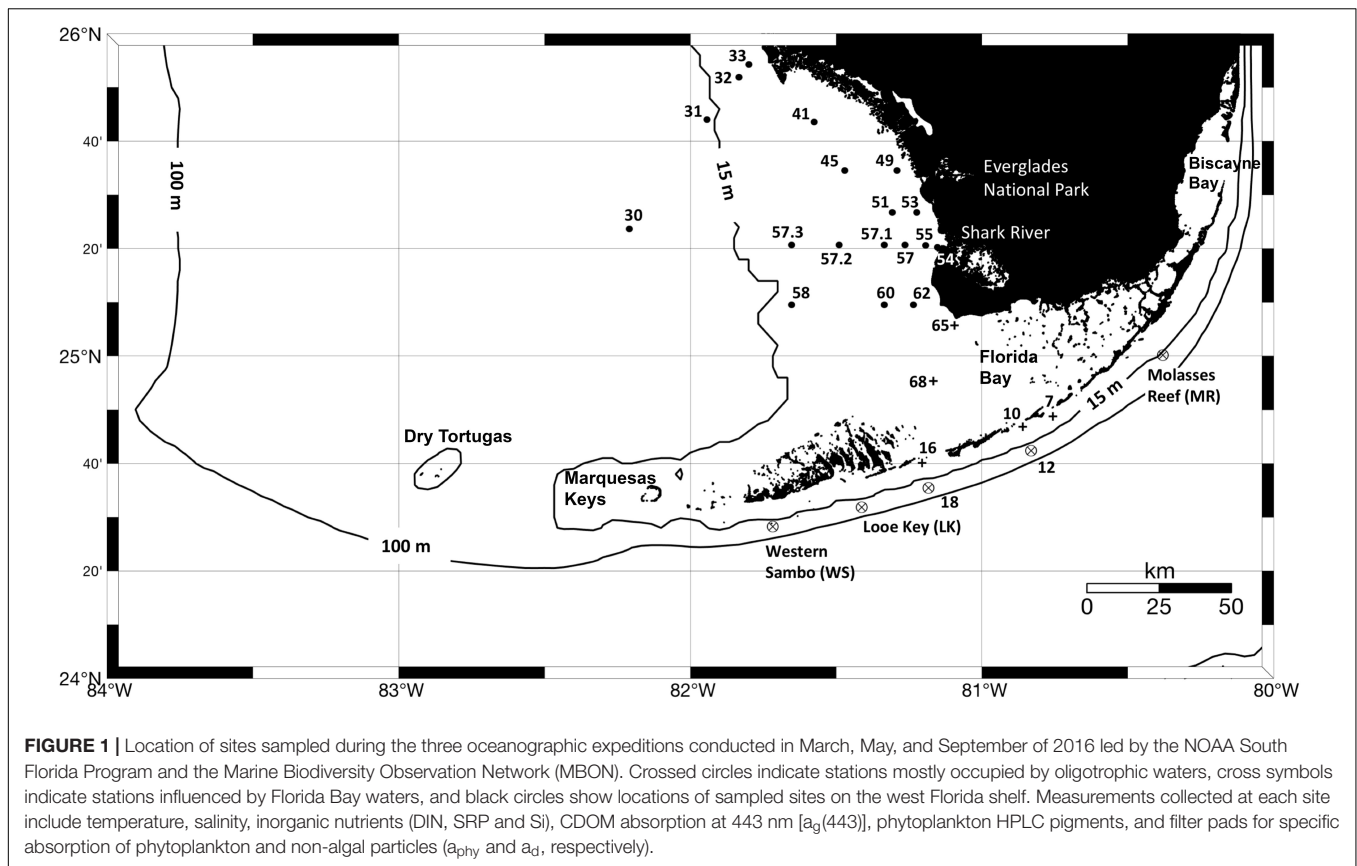 26°N
33
32
31
41
40'
100 m
15 m
45
49
Everglades
National Park
Biscayne
Bay
51
53
30
57.3
57.1
55
Shark River
20'
57.2
57
54
58
60
62
65+
25°N
Florida
Bay
68+
Molasses
Reef (MR)
15 m
10
7
Dry Tortugas
16
40'
12
Marquesas
Keys
18
Looe Key (LK)
100 m
Western
Sambo (WS)
20'
km
0 25 50
24°N
84°W 83°W 82°W 81°W 80°W
FIGURE 1 | Location of sites sampled during the three oceanographic expeditions conducted in March, May, and September of 2016 led by the NOAA South
Florida Program and the Marine Biodiversity Observation Network (MBON). Crossed circles indicate stations mostly occupied by oligotrophic waters, cross symbols
indicate stations influenced by Florida Bay waters, and black circles show locations of sampled sites on the west Florida shelf. Measurements collected at each site
include temperature, salinity, inorganic nutrients (DIN, SRP and Si), CDOM absorption at 443 nm [ag(443)], phytoplankton HPLC pigments, and filter pads for specific
absorption of phytoplankton and non-algal particles (aphy and ad, respectively).